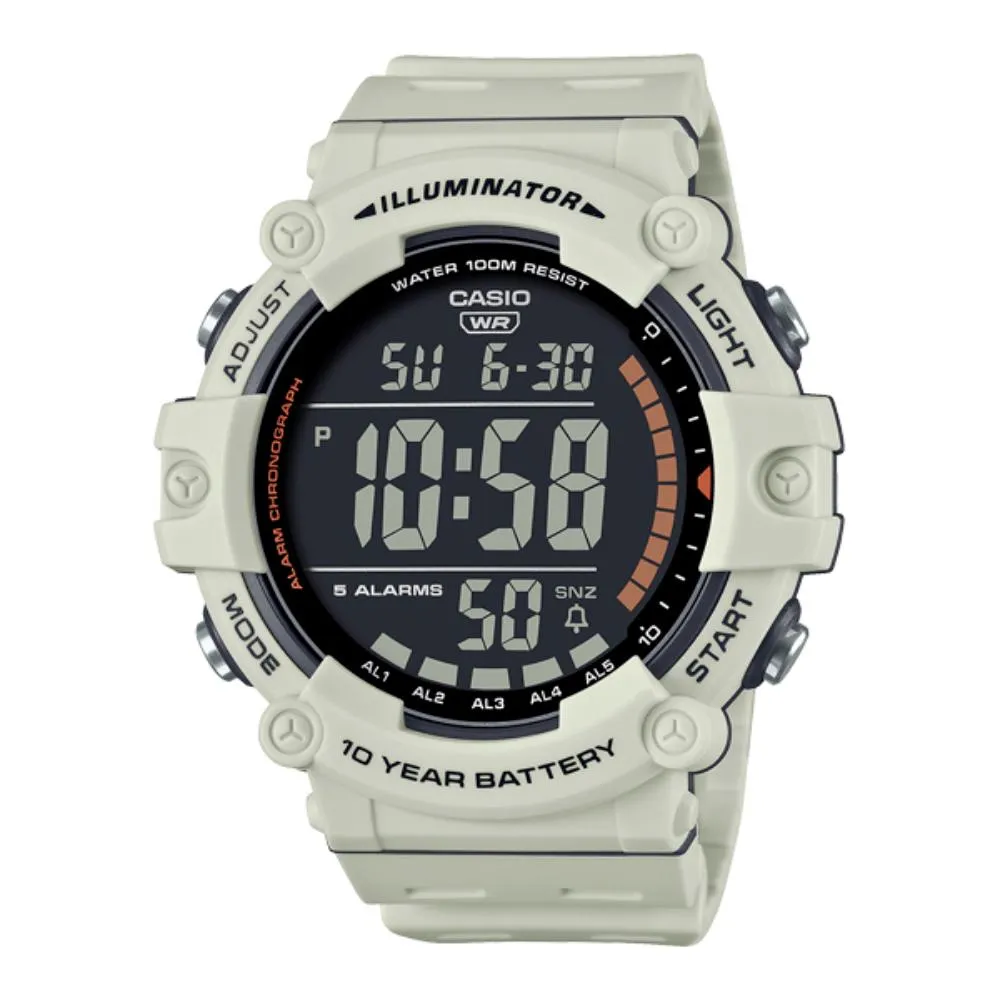 ILLUMINATOR
WATER 100M RESIST
CASIO
WR
ADJUST
LIGHT
SU 6-30
0
ALARM CHRONOGRAPH
P
10:58
5 ALARMS
50
SNZ
10
MODE
START
AL1 AL2 AL3 AL4 AL5
10 YEAR BATTERY